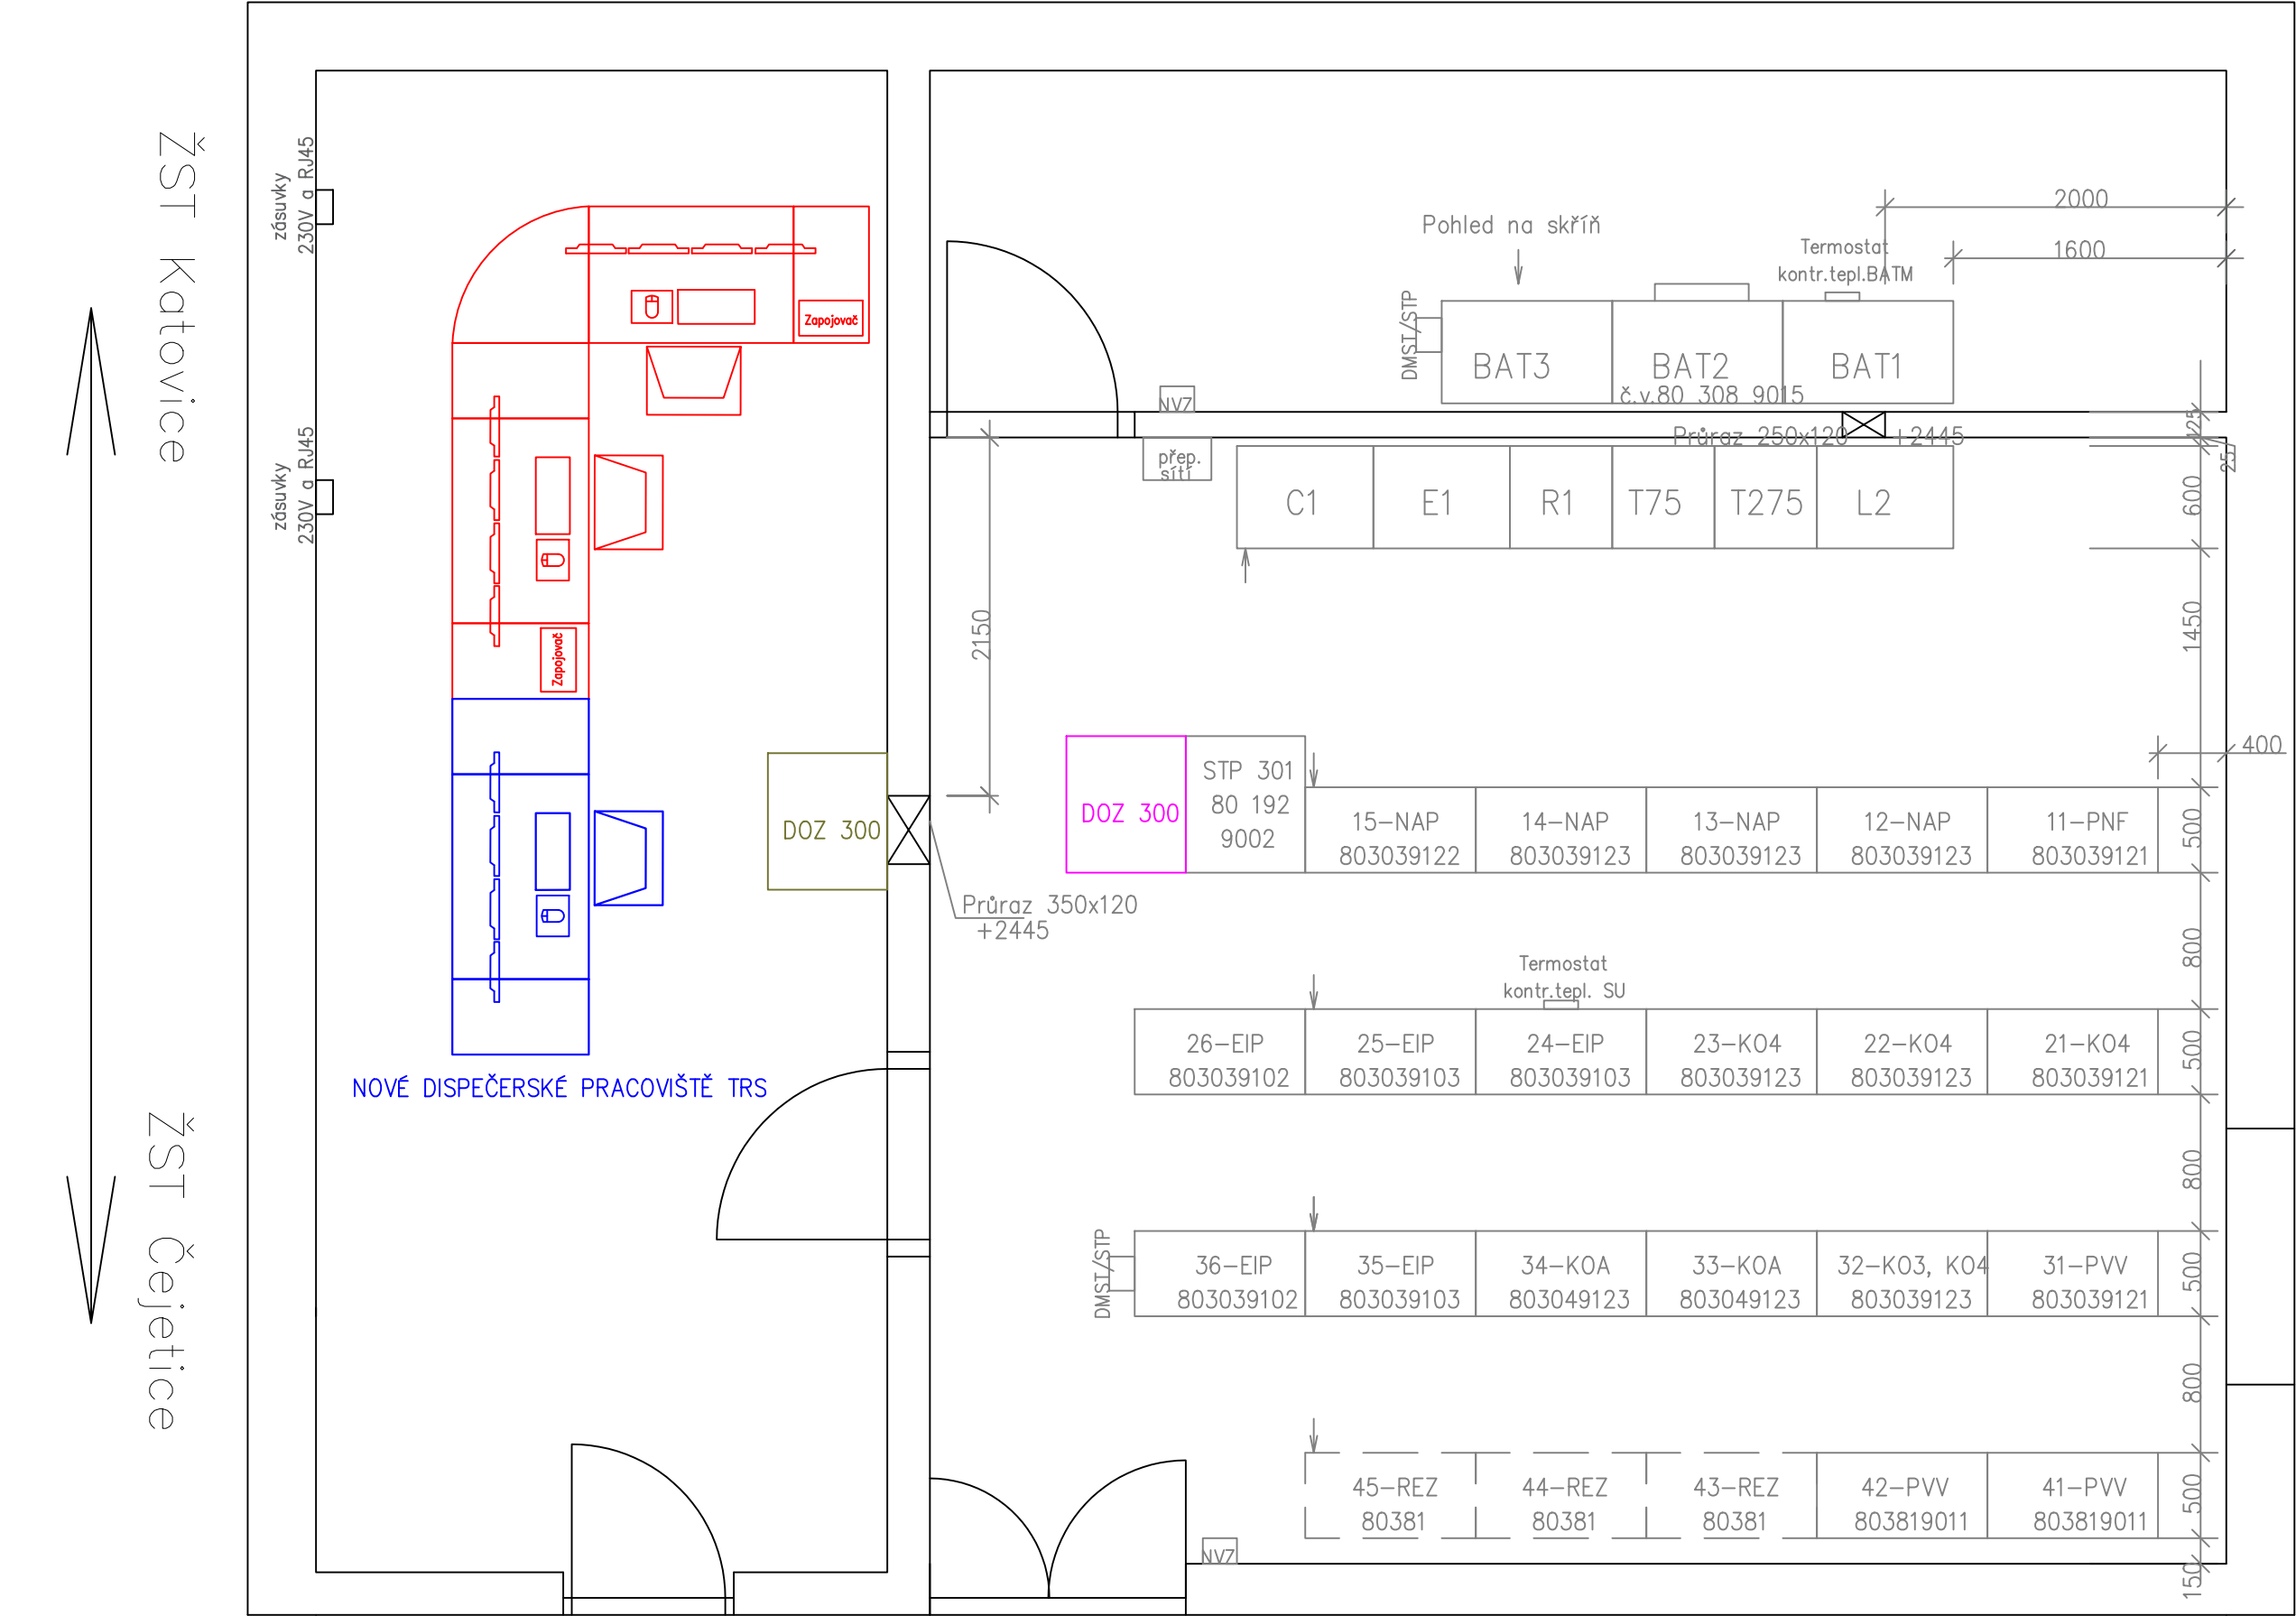 ŽST Katovice
ŽST Čejetice
zásuvky
230V a RJ45
zásuvky
230V a RJ45
Zapojovač
Zapojovač
NOVÉ DISPEČERSKÉ PRACOVIŠTĚ TRS
DOZ 300
Pohled na skříň
Termostat
kontr.tepl.BATM
2000
1600
DMST/STP
BAT3
BAT2
BAT1
č.v.80 308 9015
NVZ
přep.
sítí
Průraz 250x120 +2445
C1
E1
R1
T75
T275
L2
125
25
600
1450
2150
400
DOZ 300
STP 301
80 192
9002
15-NAP
803039122
14-NAP
803039123
13-NAP
803039123
12-NAP
803039123
11-PNF
803039121
500
Průraz 350x120
+2445
800
Termostat
kontr.tepl. SU
26-EIP
803039102
25-EIP
803039103
24-EIP
803039103
23-KO4
803039123
22-KO4
803039123
21-KO4
803039121
500
800
DMST/STP
36-EIP
803039102
35-EIP
803039103
34-KOA
803049123
33-KOA
803049123
32-KO3, KO4
803039123
31-PVV
803039121
500
800
45-REZ
80381
44-REZ
80381
43-REZ
80381
42-PVV
803819011
41-PVV
803819011
500
NVZ
150